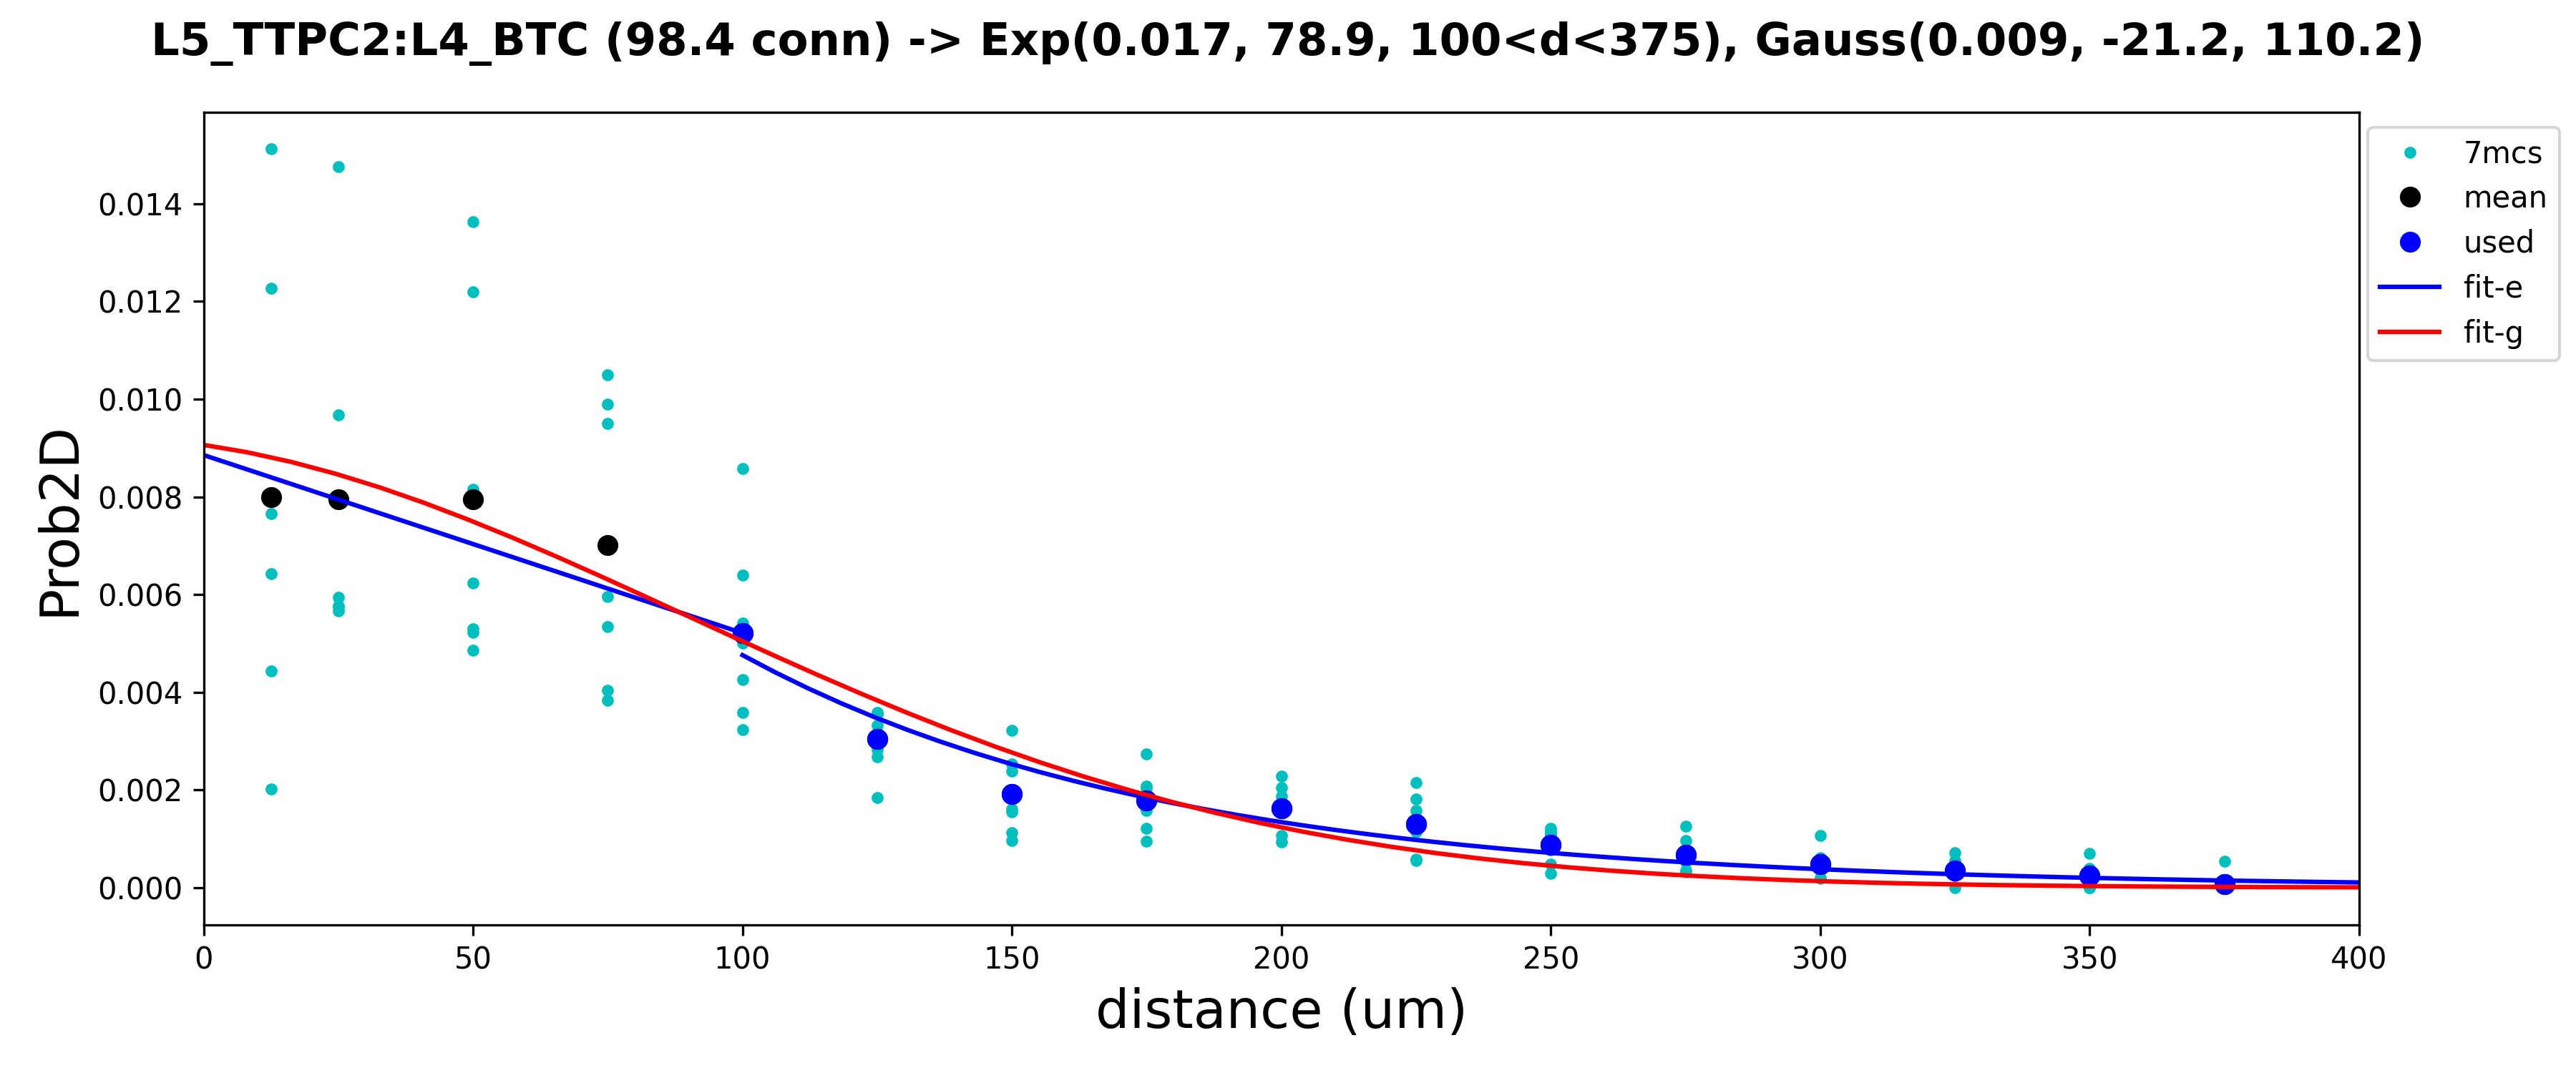 L5_TTPC2:L4_BTC (98.4 conn) -> Exp(0.017, 78.9, 100<d<375), Gauss(0.009, -21.2, 110.2)
Prob2D
0.014
0.012
0.010
0.008
0.006
0.004
0.002
0.000
0 50 100 150 200 250 300 350 400
distance (um)
7mcs
mean
used
fit-e
fit-g